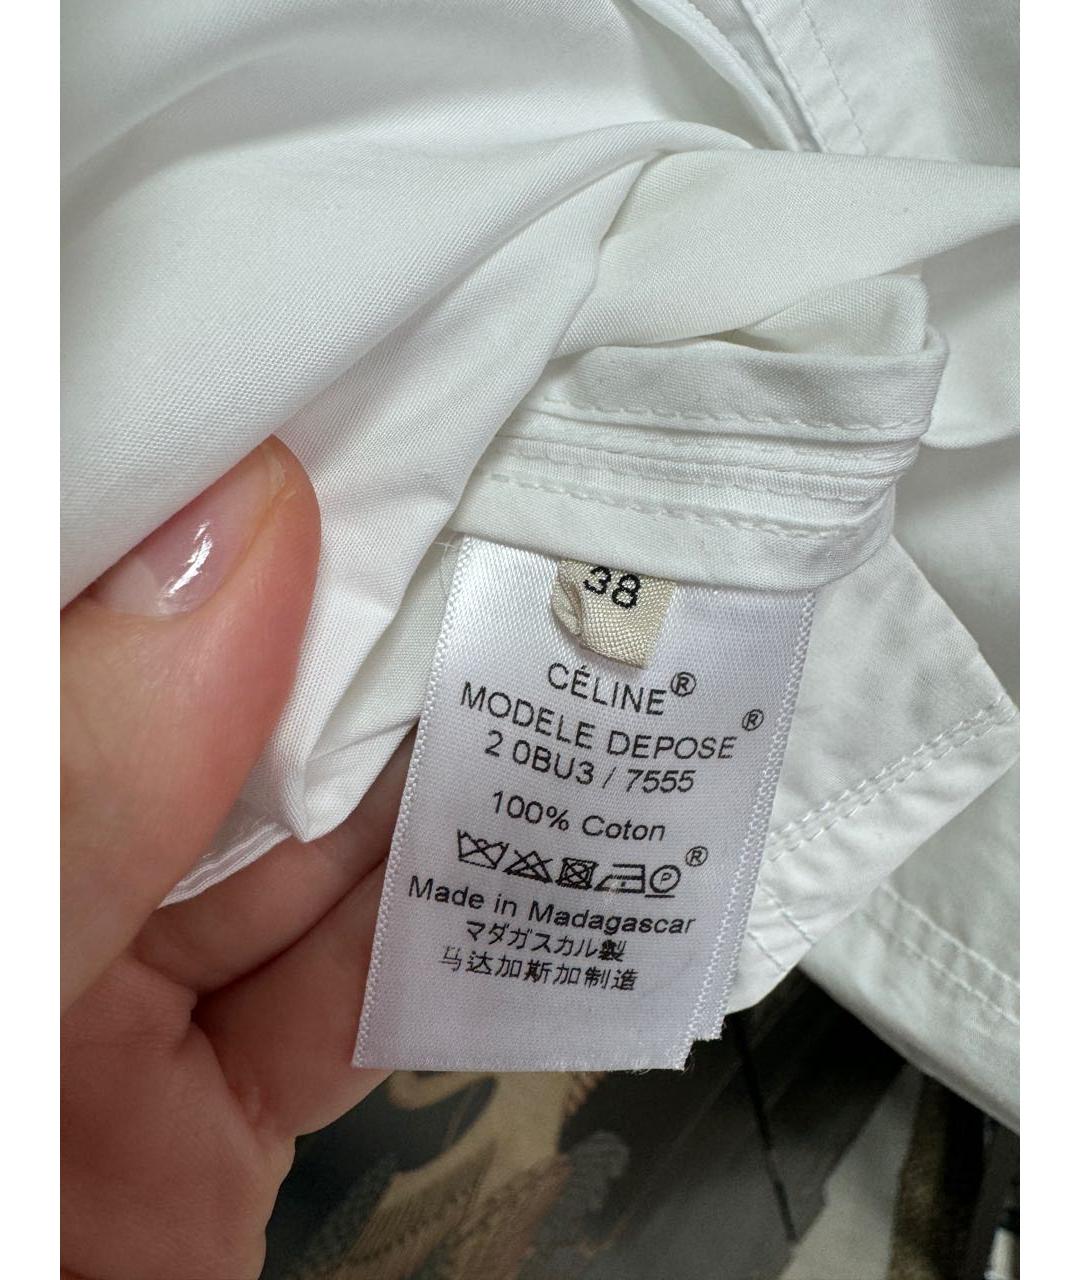 38
CÉLINE®
MODELE DEPOSE®
2 0BU3 / 7555
100% Coton
P ®
Made in Madagascar
マダガスカル製
马达加斯加制造